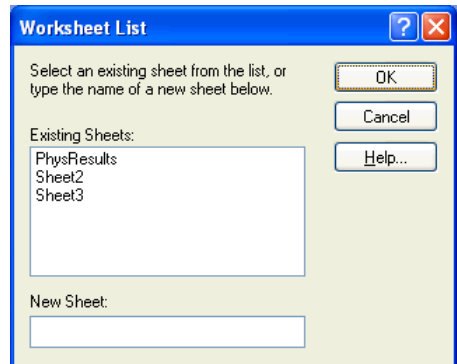 Worksheet List
Select an existing sheet from the list, or
type the name of a new sheet below.
OK
Cancel
Help...
Existing Sheets:
PhysResults
Sheet2
Sheet3
New Sheet: